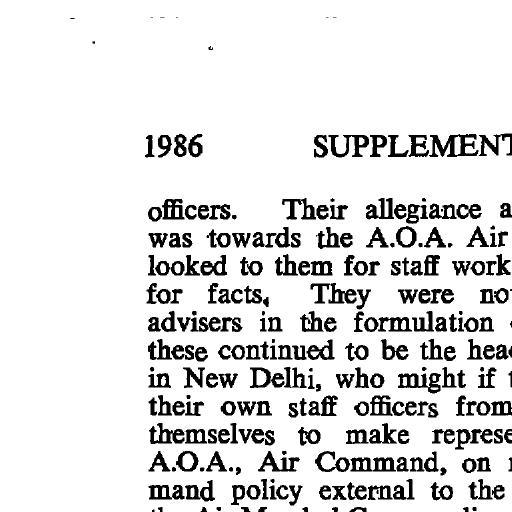 1986 SUPPLEMENT
officers. Their allegiance a
was towards the A.O.A. Air
looked to them for staff work
for facts, They were no
advisers in the formulation
these continued to be the hea
in New Delhi, who might if
their own staff officers from
themselves to make represe
A.O.A., Air Command, on
mand policy external to the